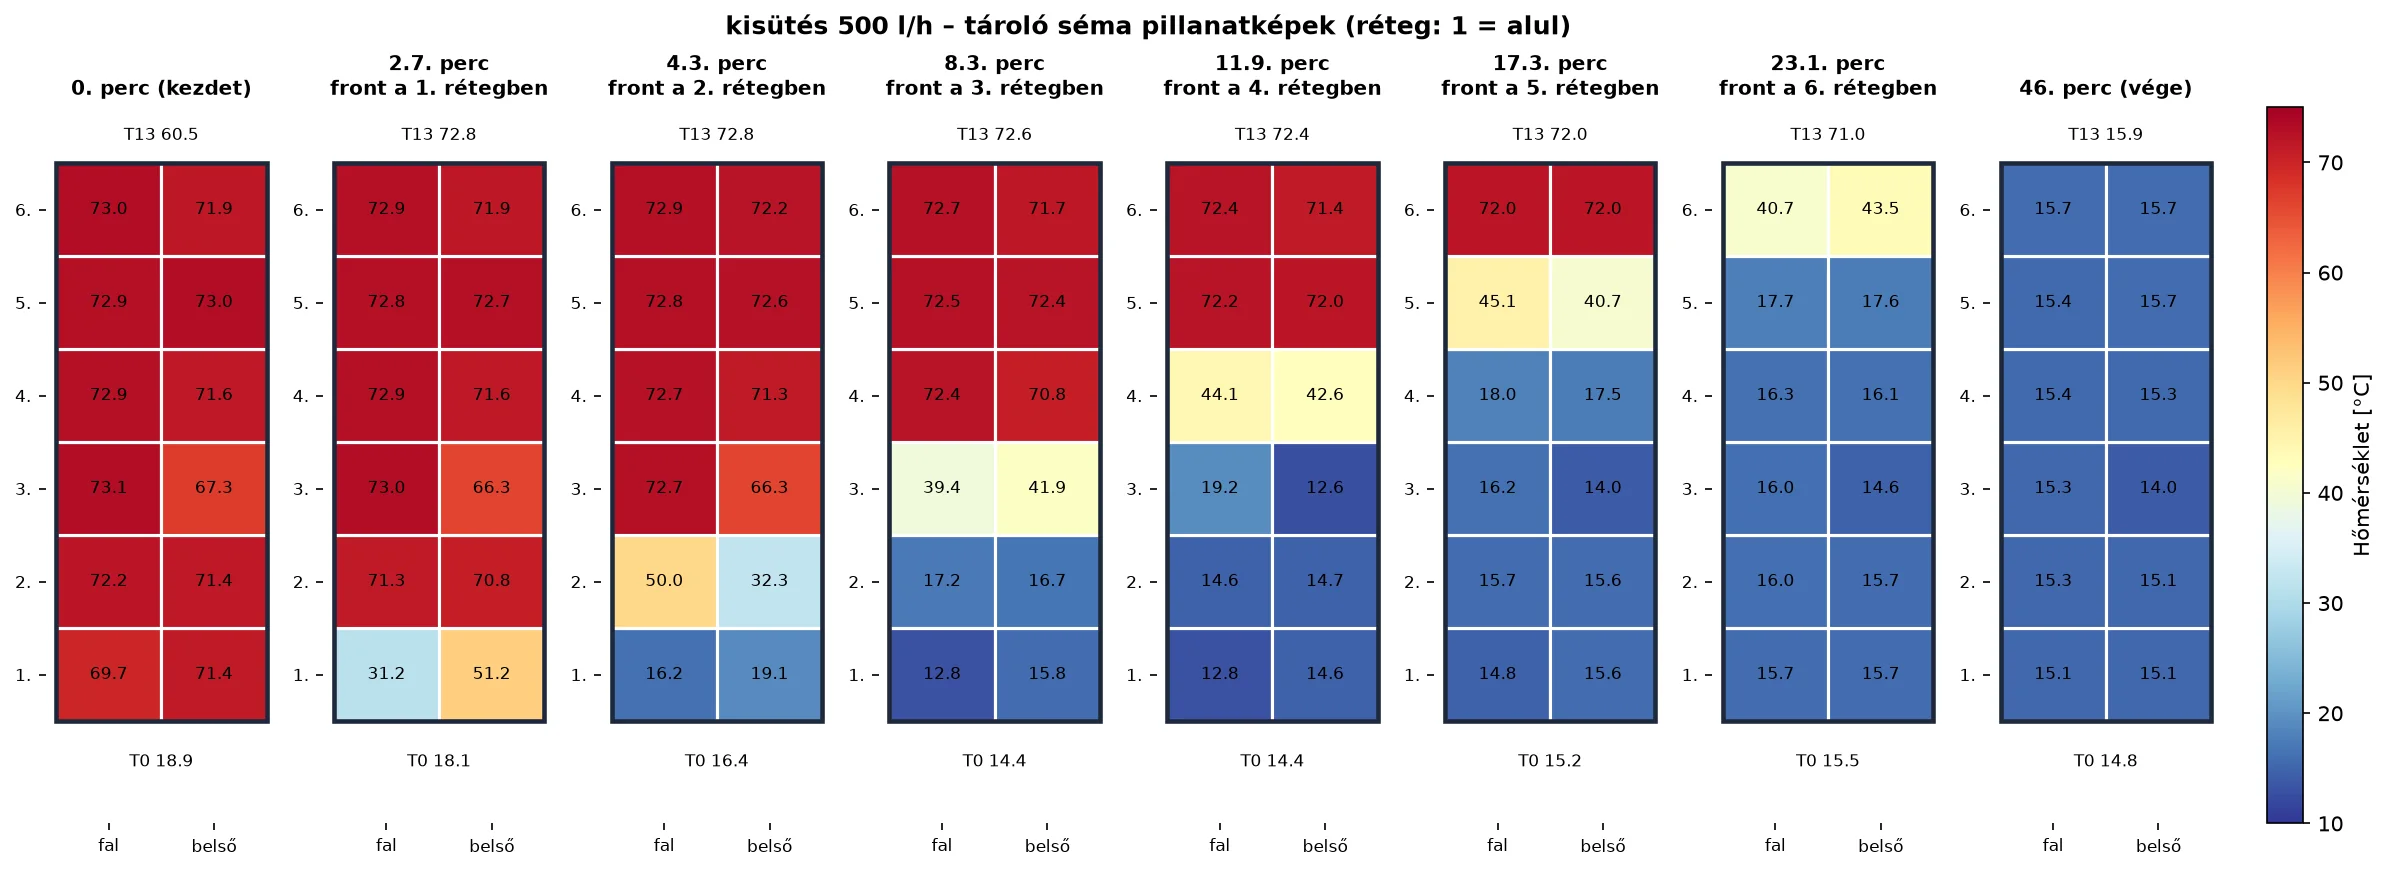 kisütés 500 l/h – tároló séma pillanatképek (réteg: 1 = alul)
0. perc (kezdet)
T13 60.5
6. 73.0 71.9
5. 72.9 73.0
4. 72.9 71.6
3. 73.1 67.3
2. 72.2 71.4
1. 69.7 71.4
T0 18.9
fal belső
2.7. perc
front a 1. rétegben
T13 72.8
6. 72.9 71.9
5. 72.8 72.7
4. 72.9 71.6
3. 73.0 66.3
2. 71.3 70.8
1. 31.2 51.2
T0 18.1
fal belső
4.3. perc
front a 2. rétegben
T13 72.8
6. 72.9 72.2
5. 72.8 72.6
4. 72.7 71.3
3. 72.7 66.3
2. 50.0 32.3
1. 16.2 19.1
T0 16.4
fal belső
8.3. perc
front a 3. rétegben
T13 72.6
6. 72.7 71.7
5. 72.5 72.4
4. 72.4 70.8
3. 39.4 41.9
2. 17.2 16.7
1. 12.8 15.8
T0 14.4
fal belső
11.9. perc
front a 4. rétegben
T13 72.4
6. 72.4 71.4
5. 72.2 72.0
4. 44.1 42.6
3. 19.2 12.6
2. 14.6 14.7
1. 12.8 14.6
T0 14.4
fal belső
17.3. perc
front a 5. rétegben
T13 72.0
6. 72.0 72.0
5. 45.1 40.7
4. 18.0 17.5
3. 16.2 14.0
2. 15.7 15.6
1. 14.8 15.6
T0 15.2
fal belső
23.1. perc
front a 6. rétegben
T13 71.0
6. 40.7 43.5
5. 17.7 17.6
4. 16.3 16.1
3. 16.0 14.6
2. 16.0 15.7
1. 15.7 15.7
T0 15.5
fal belső
46. perc (vége)
T13 15.9
6. 15.7 15.7
5. 15.4 15.7
4. 15.4 15.3
3. 15.3 14.0
2. 15.3 15.1
1. 15.1 15.1
T0 14.8
fal belső
70
60
50
40
30
20
10
Hőmérséklet [°C]